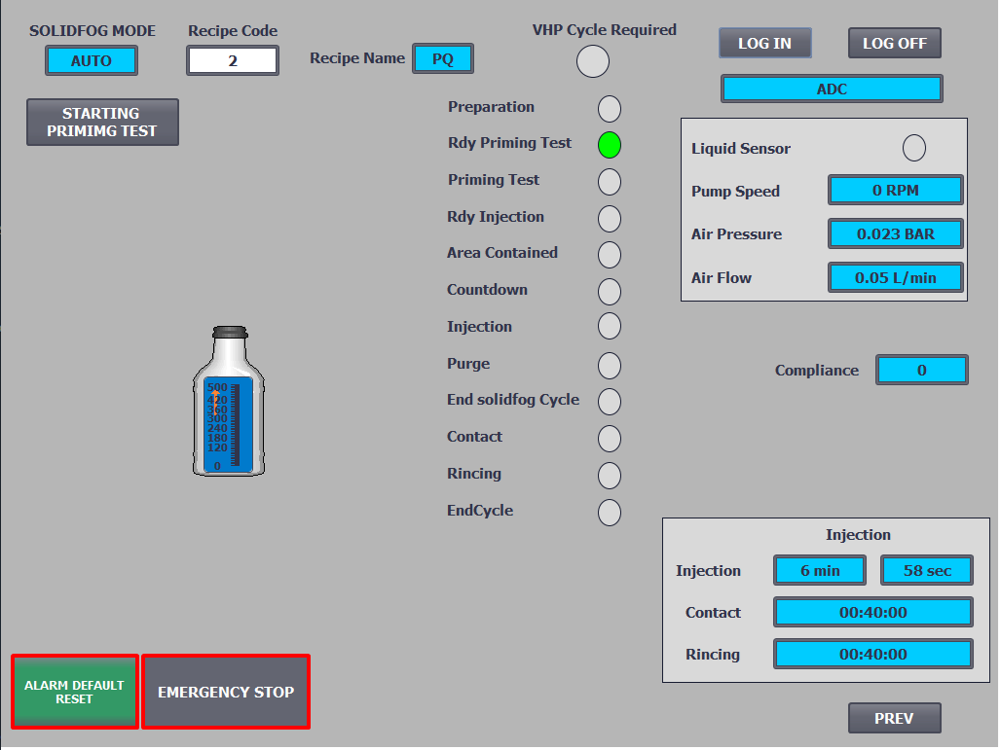 SOLIDFOG MODE
AUTO
Recipe Code
2
Recipe Name
PQ
VHP Cycle Required
LOG IN
LOG OFF
ADC
STARTING
PRIMIMG TEST
Preparation
Rdy Priming Test
Priming Test
Rdy Injection
Area Contained
Countdown
Injection
Purge
End solidfog Cycle
Contact
Rincing
EndCycle
Liquid Sensor
Pump Speed
0 RPM
Air Pressure
0.023 BAR
Air Flow
0.05 L/min
Compliance
0
500
420
360
300
240
180
120
0
Injection
Injection
6 min
58 sec
Contact
00:40:00
Rincing
00:40:00
ALARM DEFAULT
RESET
EMERGENCY STOP
PREV